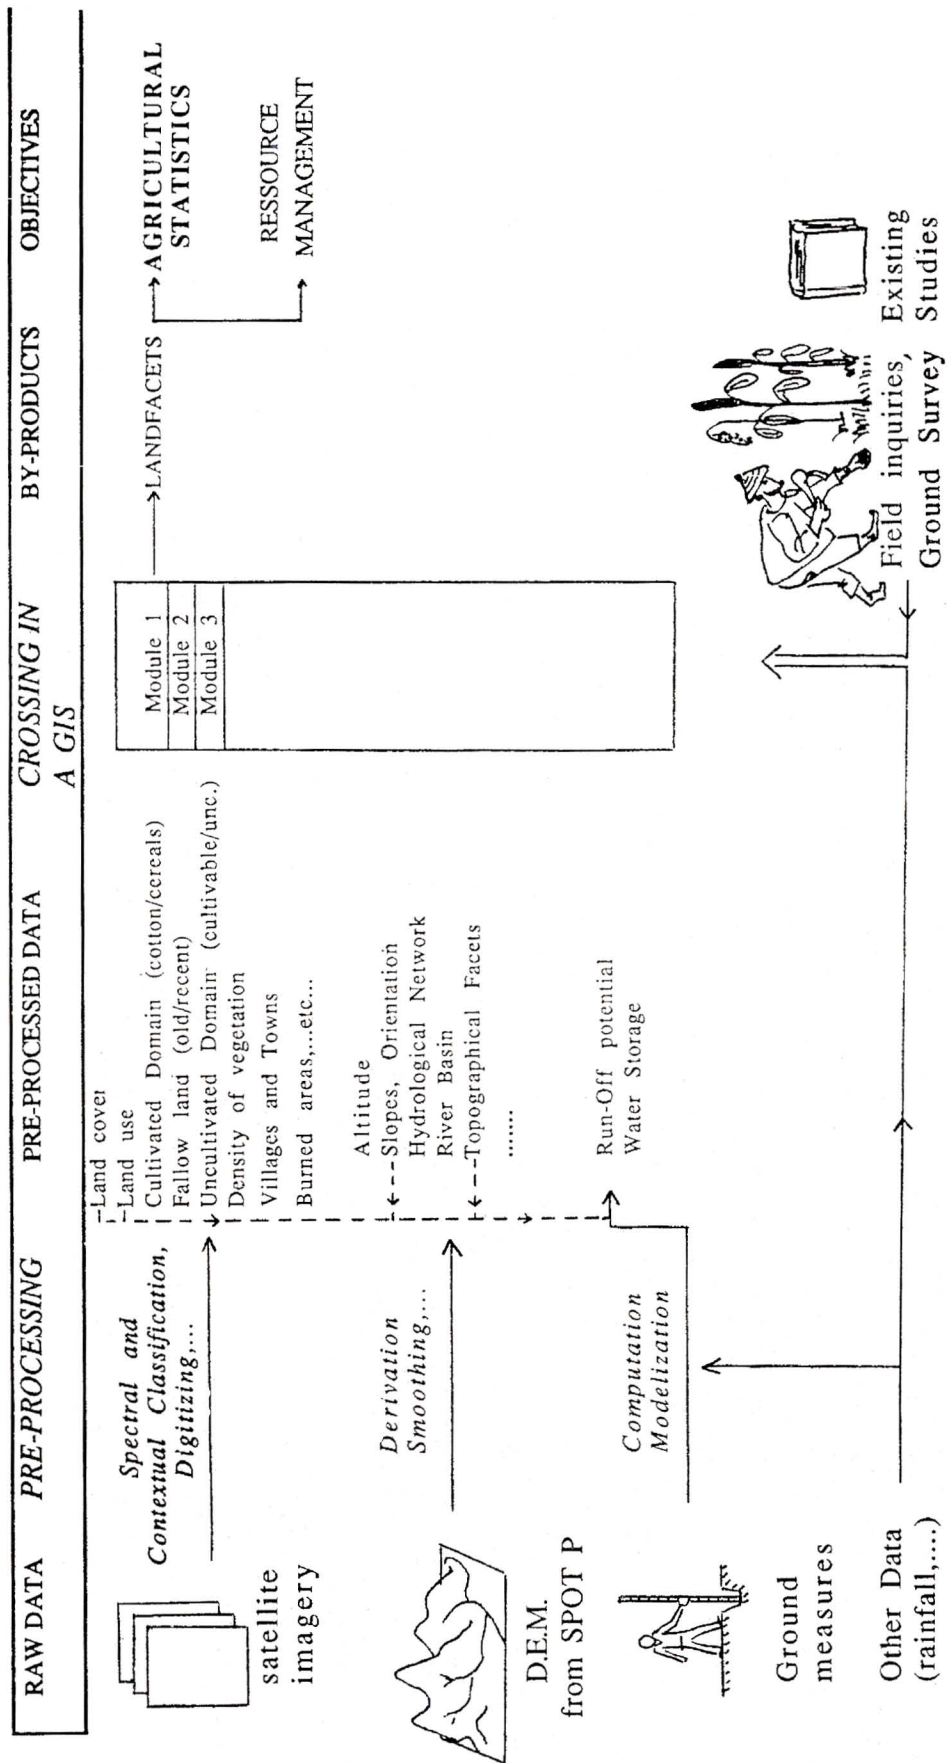 RAW DATA PRE-PROCESSING PRE-PROCESSED DATA CROSSING IN BY-PRODUCTS OBJECTIVES
A GIS
Spectral and
Contextual Classification,
Digitizing,...
satellite
imagery
Land cover
Land use
Cultivated Domain (cotton/cereals)
Fallow land (old/recent)
Uncultivated Domain (cultivable/unc.)
Density of vegetation
Villages and Towns
Burned areas,...etc...
Module 1
Module 2
Module 3
LANDFACETS
AGRICULTURAL
STATISTICS
RESSOURCE
MANAGEMENT
Derivation
Smoothing,...
D.E.M.
from SPOT P
Altitude
Slopes, Orientation
Hydrological Network
River Basin
Topographical Facets
.......
Computation
Modelization
Ground
measures
Run-Off potential
Water Storage
Other Data
(rainfall,....)
Field inquiries,
Ground Survey
Existing
Studies